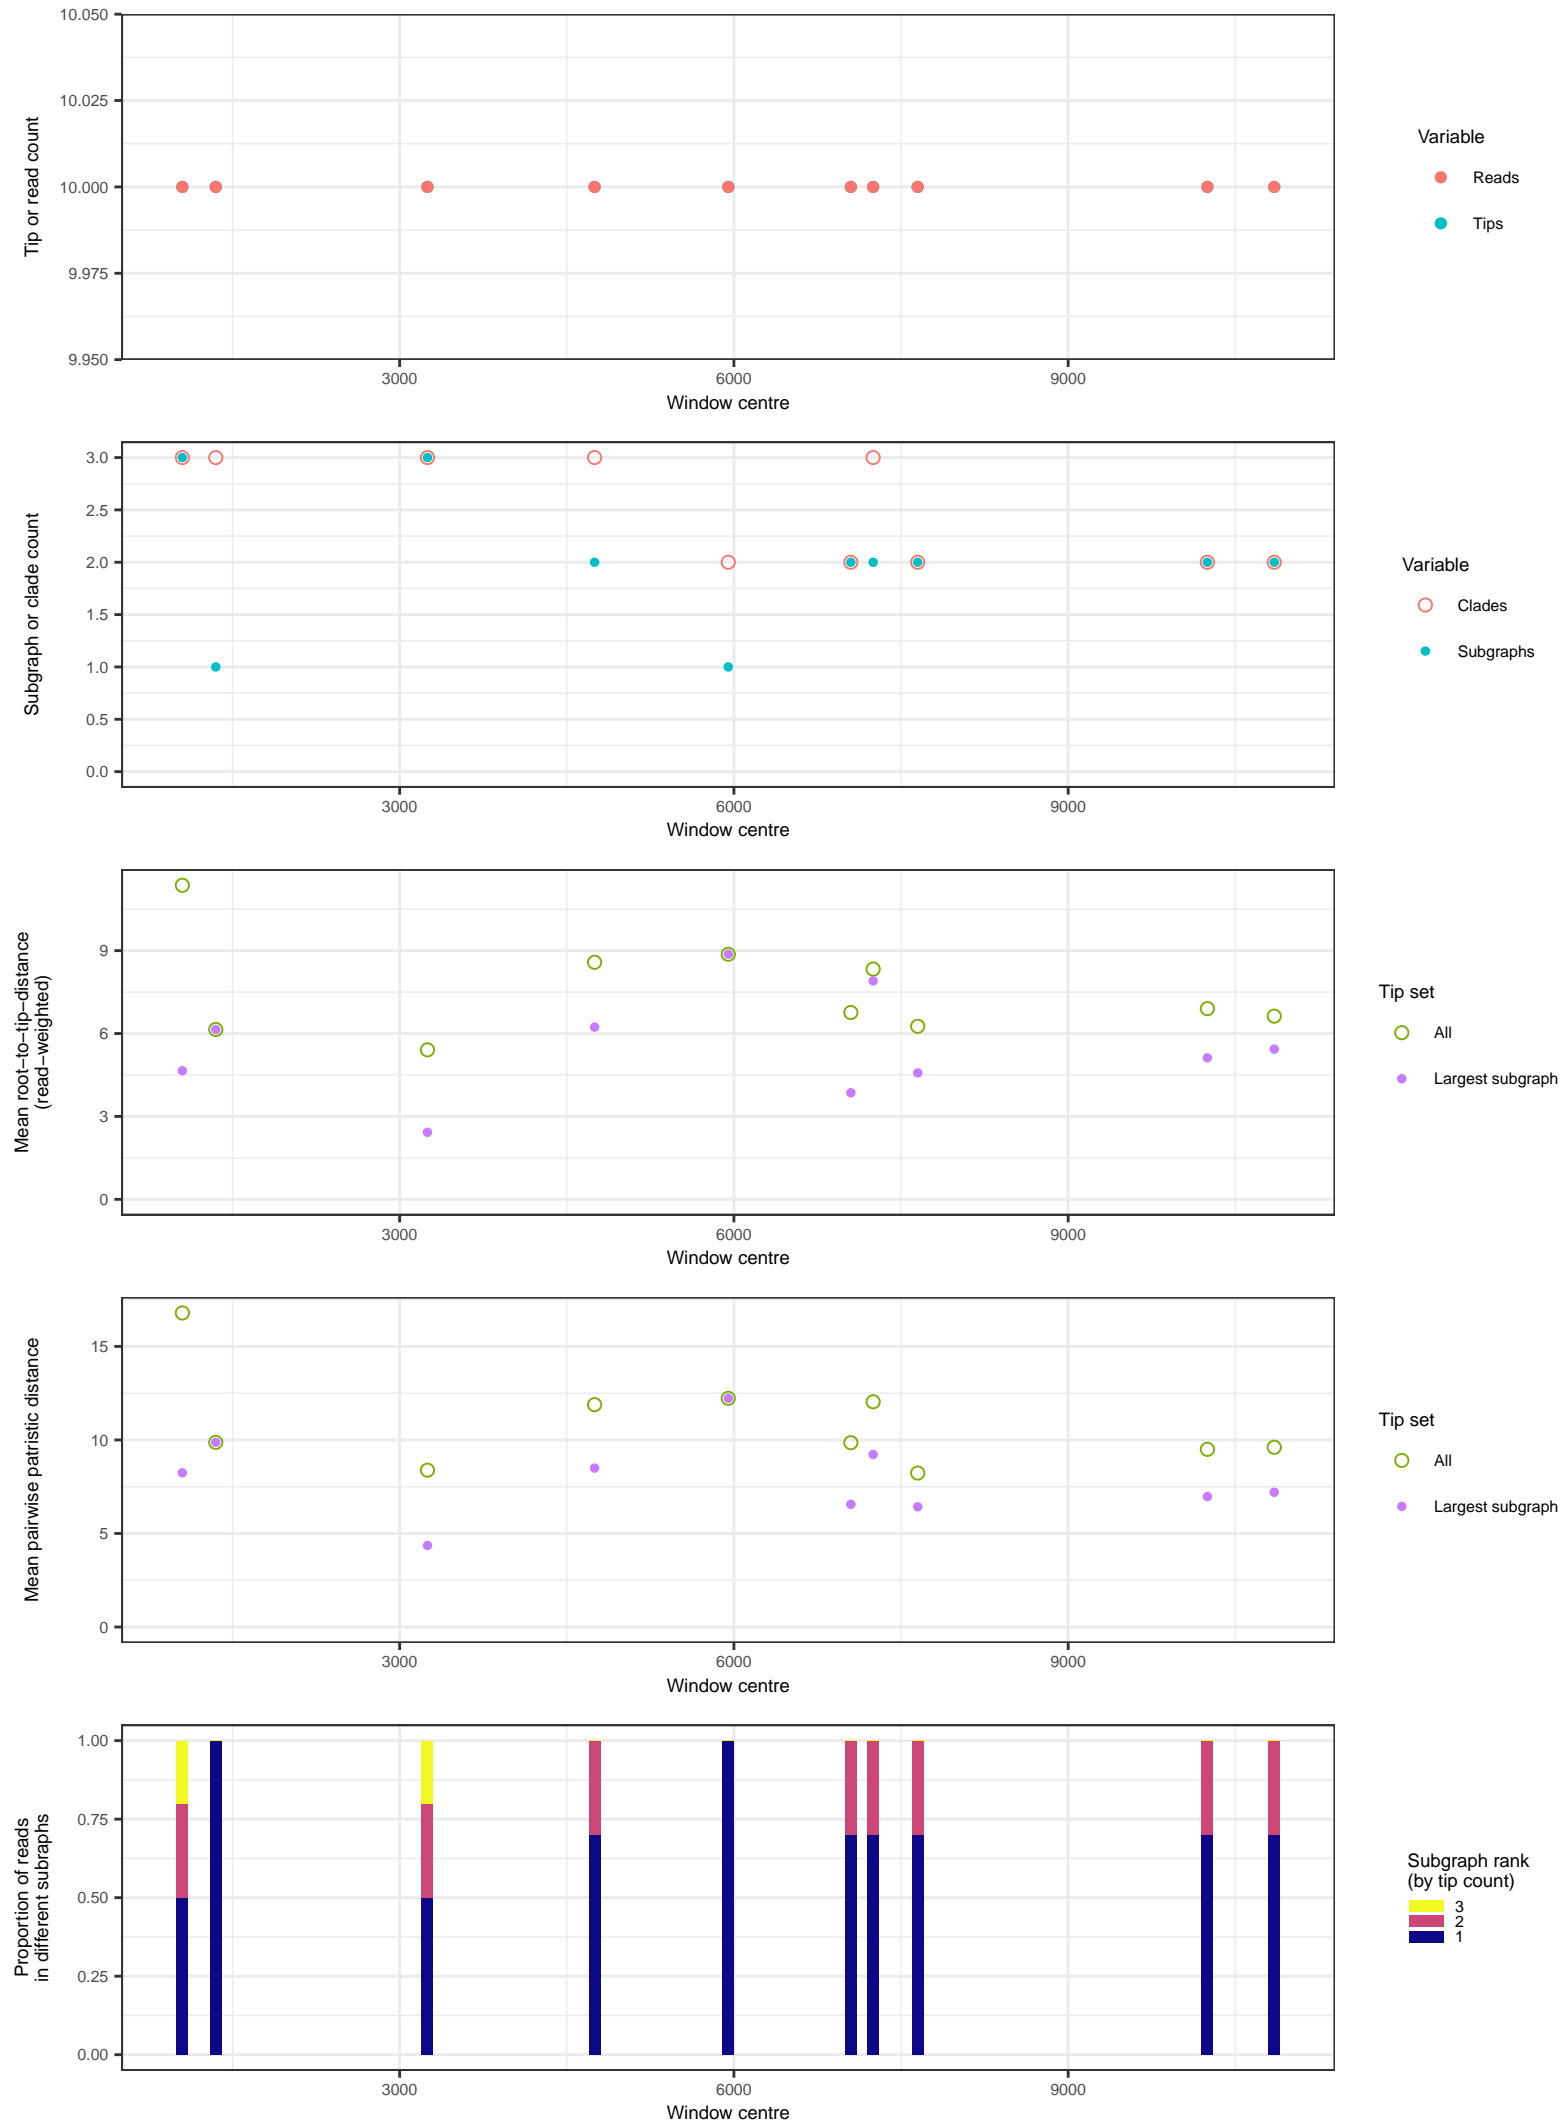 10.050
10.025
10.000
9.975
9.950
Tip or read count
3000
6000
9000
Window centre
Variable
Reads
Tips
3.0
2.5
2.0
1.5
1.0
0.5
0.0
Subgraph or clade count
3000
6000
9000
Window centre
Variable
Clades
Subgraphs
9
6
3
0
Mean root−to−tip−distance
(read−weighted)
3000
6000
9000
Window centre
Tip set
All
Largest subgraph
15
10
5
0
Mean pairwise patristic distance
3000
6000
9000
Window centre
Tip set
All
Largest subgraph
1.00
0.75
0.50
0.25
0.00
Proportion of reads
in different subraphs
3000
6000
9000
Window centre
Subgraph rank
(by tip count)
3
2
1